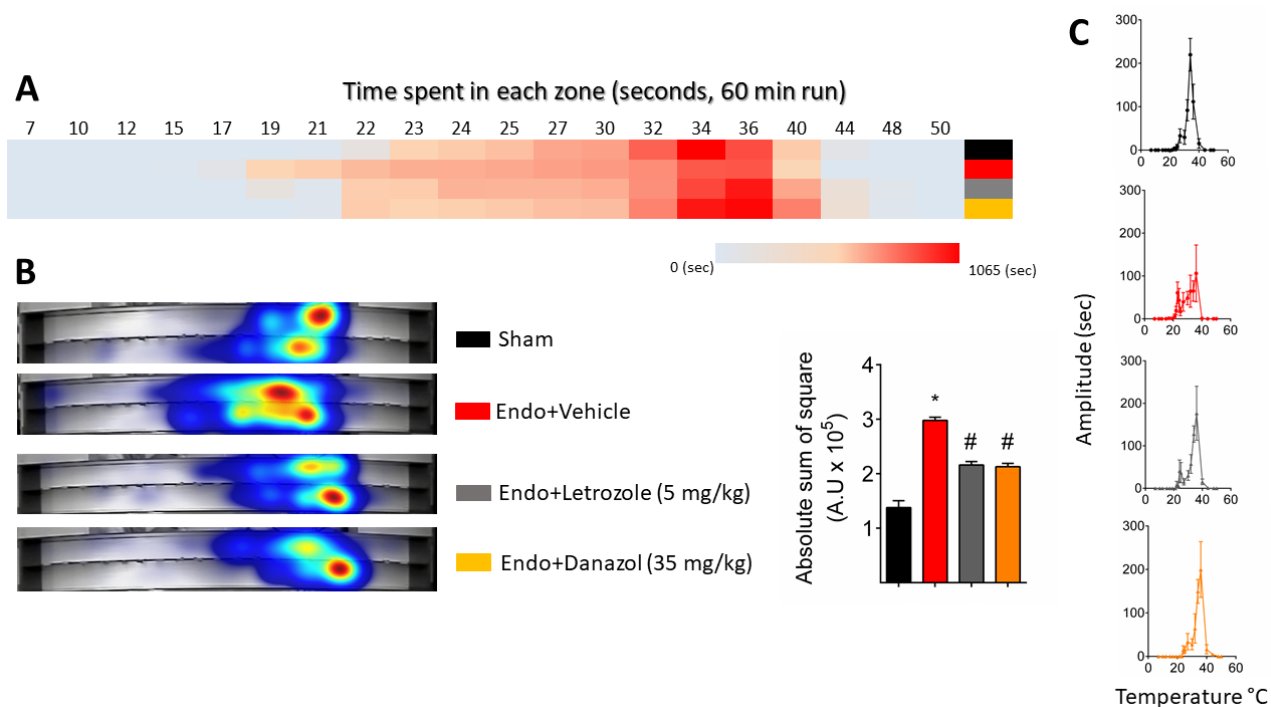 A
Time spent in each zone (seconds, 60 min run)
7 10 12 15 17 19 21 22 23 24 25 27 30 32 34 36 40 44 48 50
0 (sec)
1065 (sec)
B
Sham
Endo+Vehicle
Endo+Letrozole (5 mg/kg)
Endo+Danazol (35 mg/kg)
Absolute sum of square
(A.U x 10⁵)
4
3
2
1
*
#
#
C
Amplitude (sec)
300
200
100
0
0 20 40 60
300
200
100
0
0 20 40 60
300
200
100
0
0 20 40 60
300
200
100
0
0 20 40 60
Temperature °C